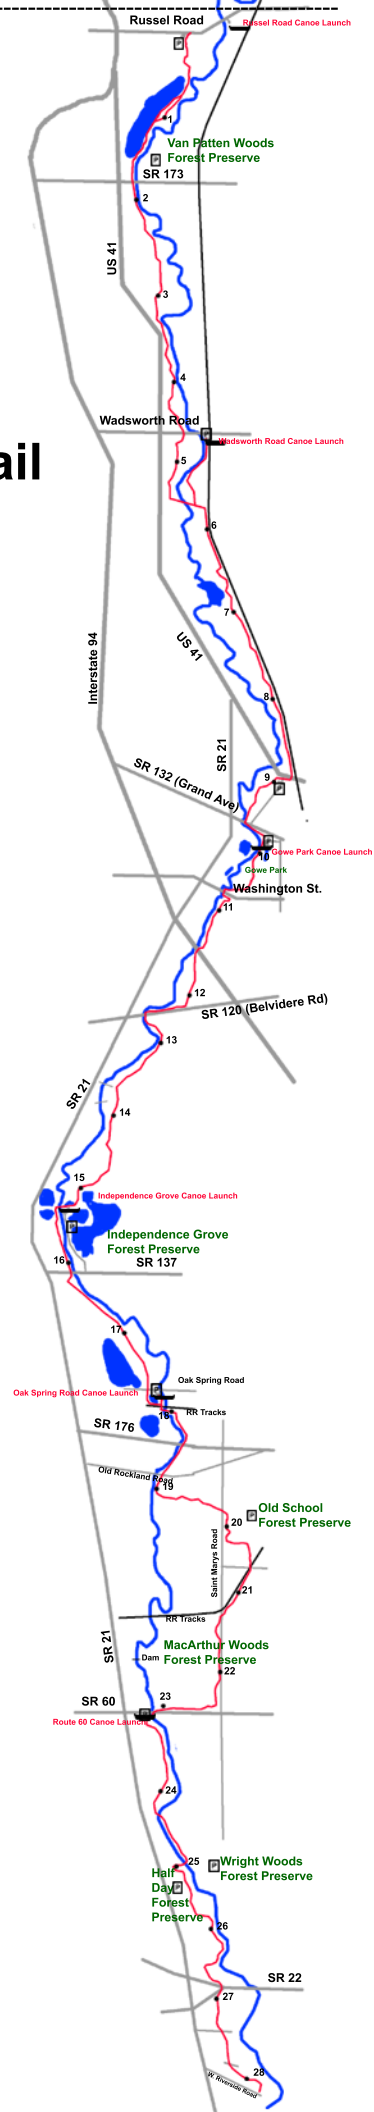 Russel Road
Russel Road Canoe Launch
P
1
Van Patten Woods
Forest Preserve
P
SR 173
2
US 41
3
4
Wadsworth Road
P
Wadsworth Road Canoe Launch
ail
5
6
7
US 41
Interstate 94
8
SR 21
SR 132 (Grand Ave)
9
P
P
Gowe Park Canoe Launch
10
Gowe Park
Washington St.
11
12
SR 120 (Belvidere Rd)
13
SR 21
14
15
Independence Grove Canoe Launch
P
Independence Grove
Forest Preserve
16
SR 137
17
Oak Spring Road
P
Oak Spring Road Canoe Launch
18
RR Tracks
SR 176
Old Rockland Road
19
P
Old School
Forest Preserve
20
Saint Marys Road
21
RR Tracks
SR 21
MacArthur Woods
Forest Preserve
Dam
22
SR 60
23
P
Route 60 Canoe Launch
24
25
P
Wright Woods
Forest Preserve
Half
Day
P
Forest
Preserve
26
SR 22
27
28
W. Riverside Road